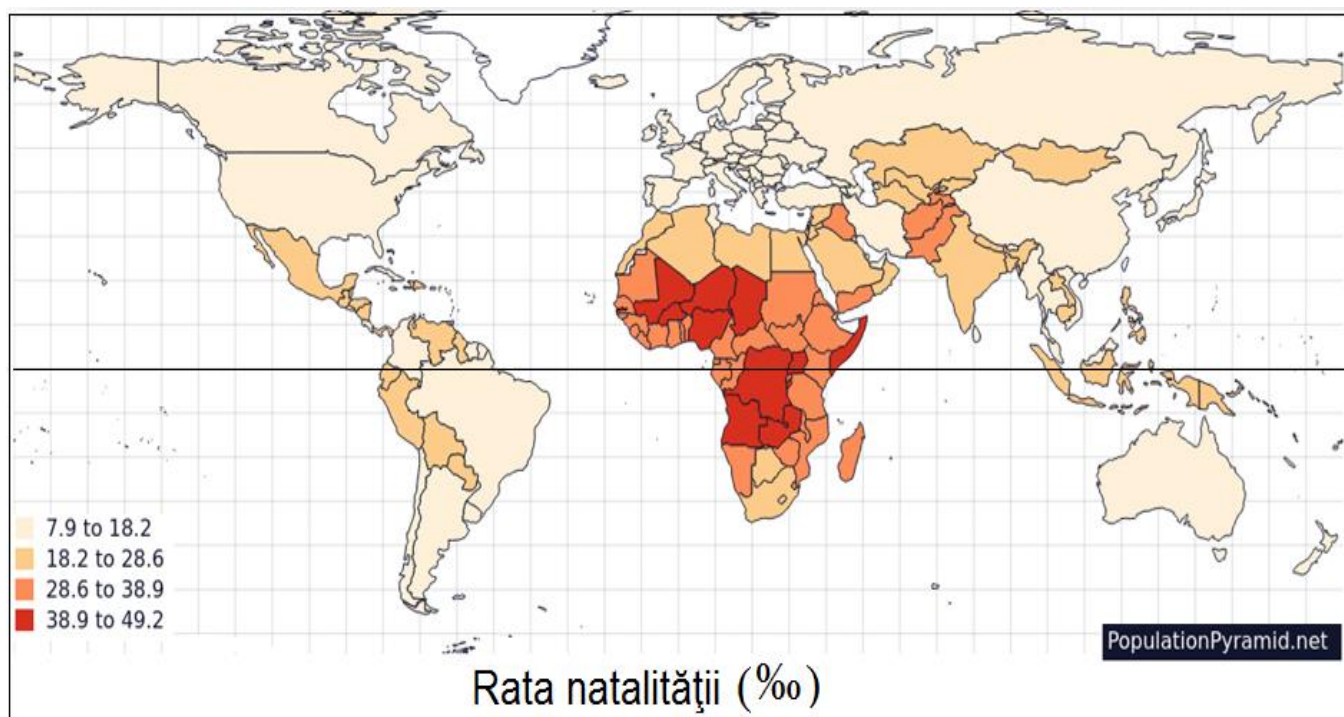 7.9 to 18.2
18.2 to 28.6
28.6 to 38.9
38.9 to 49.2
PopulationPyramid.net
Rata natalităţii (‰)